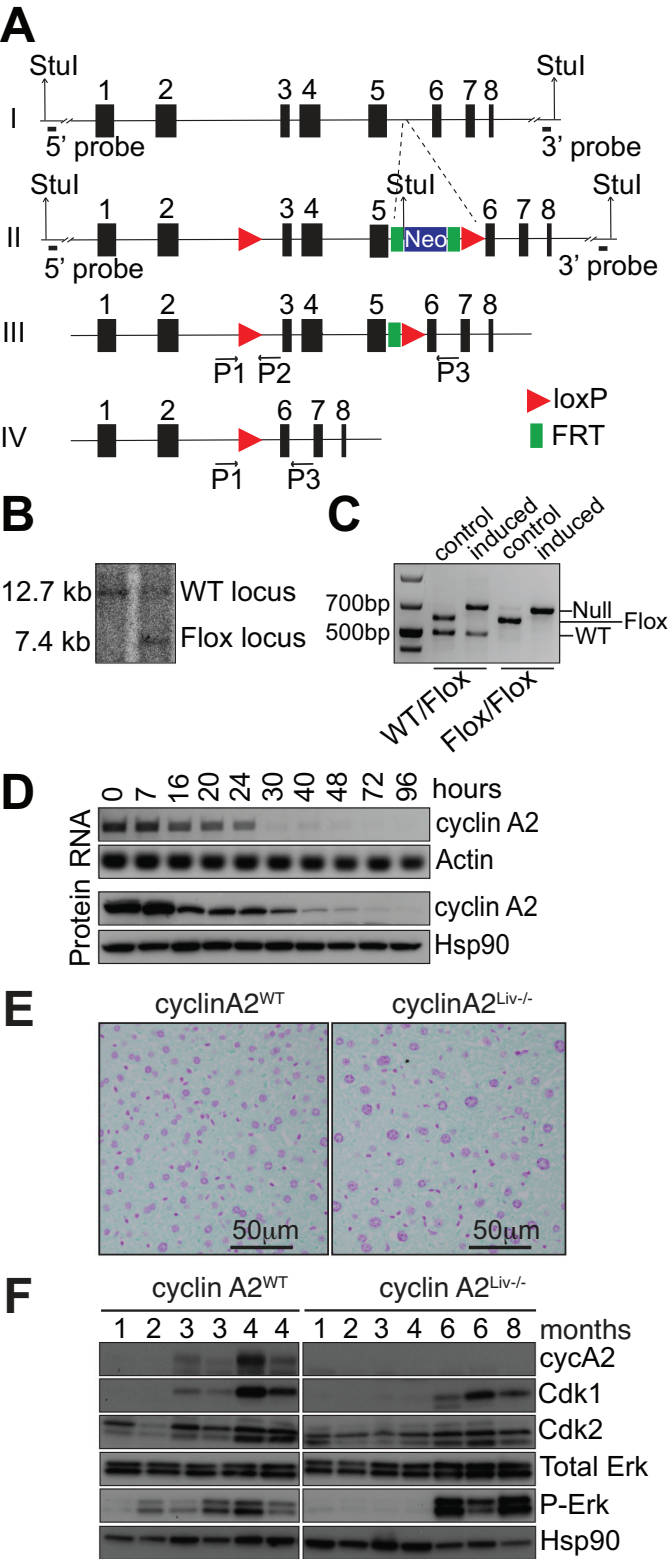 A
StuI StuI
1 2 3 4 5 6 7 8
I
5’ probe 3’ probe
StuI StuI StuI
1 2 3 4 5 6 7 8
II
Neo
5’ probe 3’ probe
1 2 3 4 5 6 7 8
III
P1 P2 P3
loxP
1 2 6 7 8
FRT
IV
P1 P3
B C
control induced control induced
12.7 kb WT locus
7.4 kb Flox locus
700bp Null
Flox
500bp WT
WT/Flox Flox/Flox
D
0 7 16 20 24 30 40 48 72 96 hours
RNA
cyclin A2
Actin
Protein
cyclin A2
Hsp90
E
cyclinA2WT cyclinA2Liv-/-
50μm 50μm
F
cyclin A2WT cyclin A2Liv-/-
1 2 3 3 4 4 1 2 3 4 6 6 8 months
cycA2
Cdk1
Cdk2
Total Erk
P-Erk
Hsp90